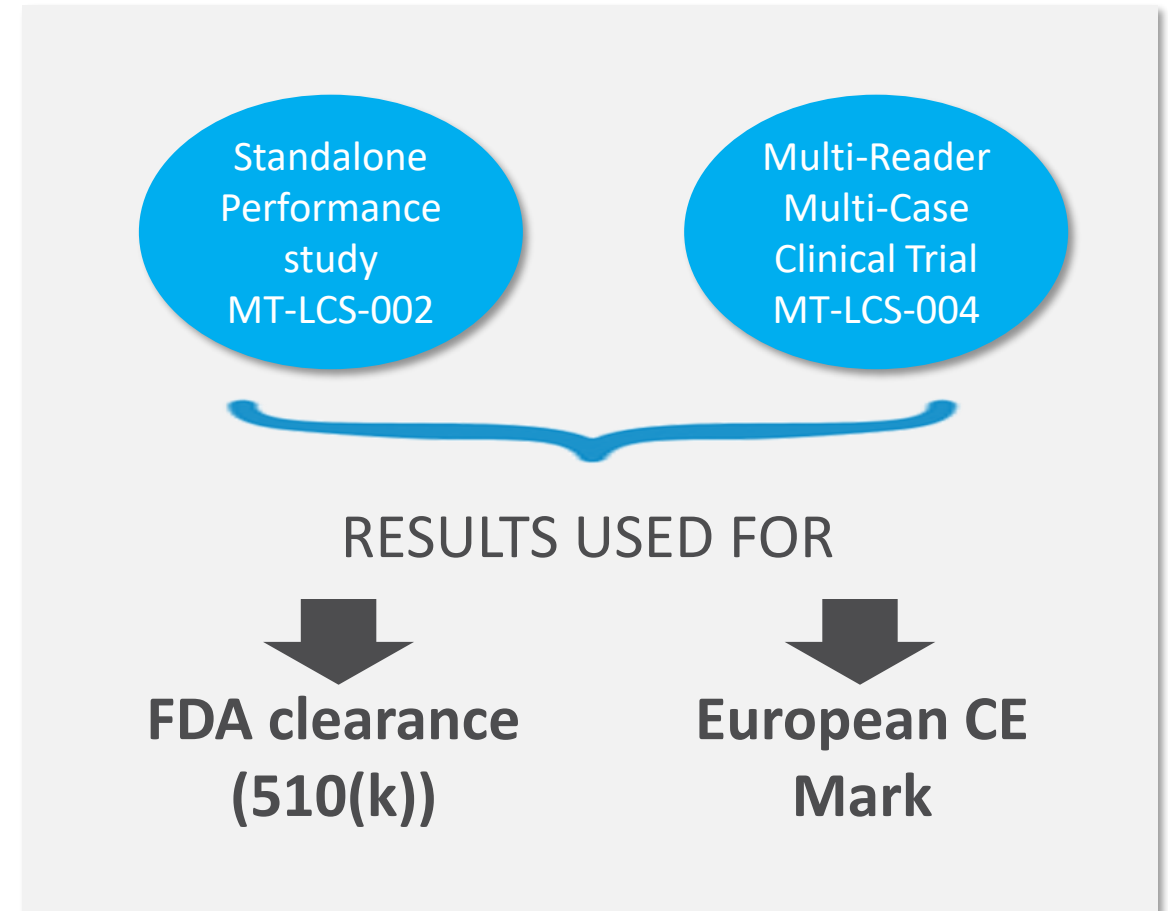 Standalone
Performance
study
MT-LCS-002
Multi-Reader
Multi-Case
Clinical Trial
MT-LCS-004
RESULTS USED FOR
FDA clearance
(510(k))
European CE
Mark